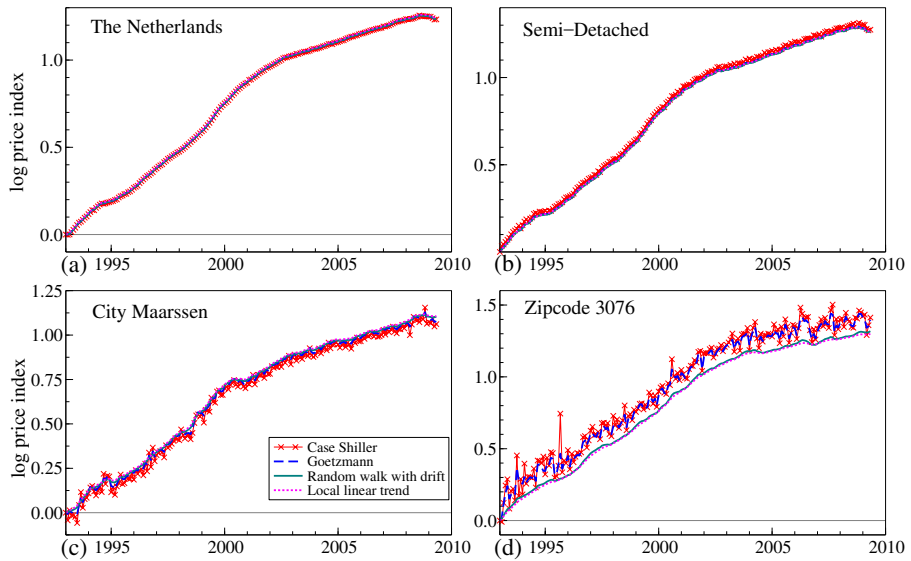 The Netherlands
log price index
1.0
0.5
0.0
(a)
1995
2000
2005
2010
Semi−Detached
1.0
0.5
(b)
1995
2000
2005
2010
City Maarssen
log price index
1.25
1.00
0.75
0.50
0.25
0.00
Case Shiller
Goetzmann
Random walk with drift
Local linear trend
(c)
1995
2000
2005
2010
Zipcode 3076
1.5
1.0
0.5
0.0
(d)
1995
2000
2005
2010